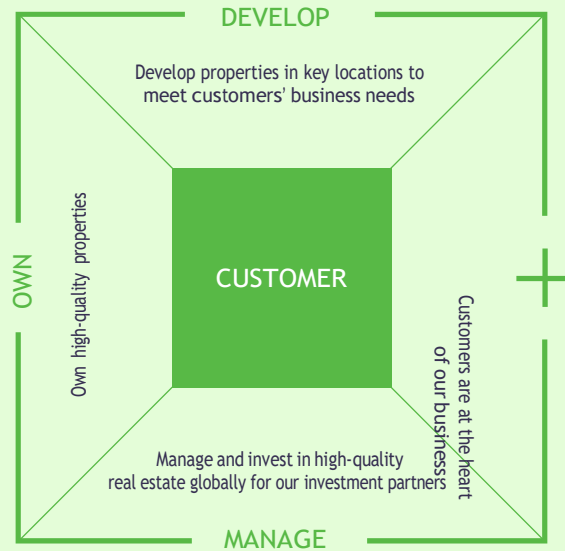 DEVELOP
Develop properties in key locations to
meet customers' business needs
OWN
Own high-quality properties
CUSTOMER
Customers are at the heart
of our business
Manage and invest in high-quality
real estate globally for our investment partners
MANAGE